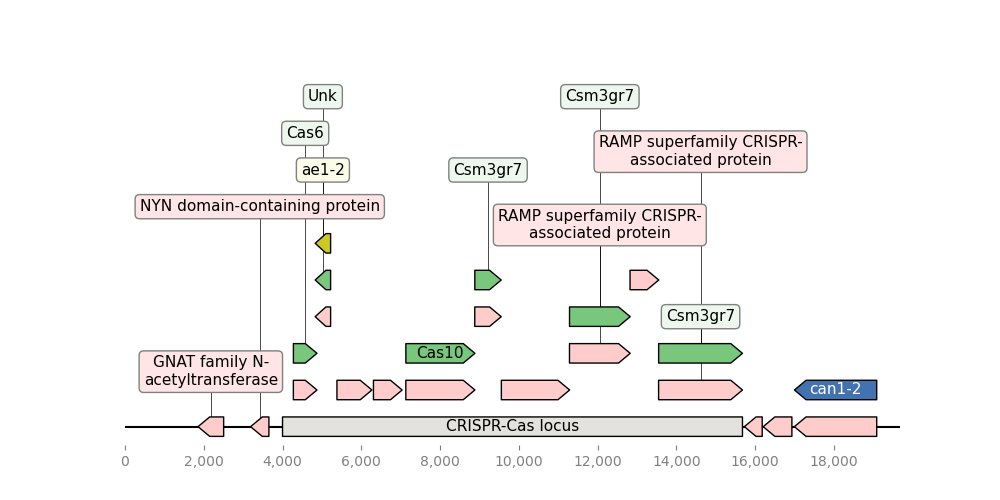 Unk
Csm3gr7
Cas6
RAMP superfamily CRISPR-
associated protein
ae1-2
Csm3gr7
NYN domain-containing protein
RAMP superfamily CRISPR-
associated protein
Csm3gr7
Cas10
GNAT family N-
acetyltransferase
can1-2
CRISPR-Cas locus
0 2,000 4,000 6,000 8,000 10,000 12,000 14,000 16,000 18,000